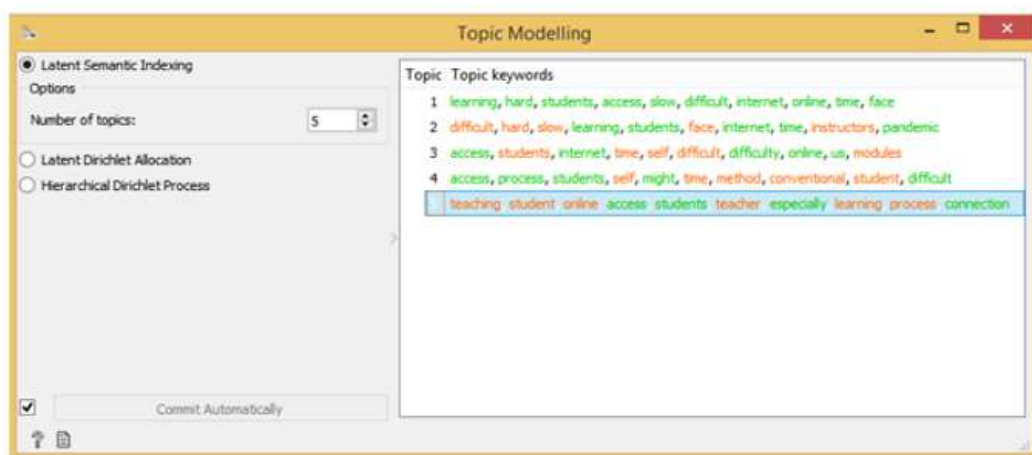 Topic Modelling
Latent Semantic Indexing
Options
Number of topics: 5
Latent Dirichlet Allocation
Hierarchical Dirichlet Process
Commit Automatically
?
Topic Topic keywords
1 learning, hard, students, access, slow, difficult, internet, online, time, face
2 difficult, hard, slow, learning, students, face, internet, time, instructors, pandemic
3 access, students, internet, time, self, difficult, difficulty, online, us, modules
4 access, process, students, self, might, time, method, conventional, student, difficult
teaching student online access students teacher especially learning process connection